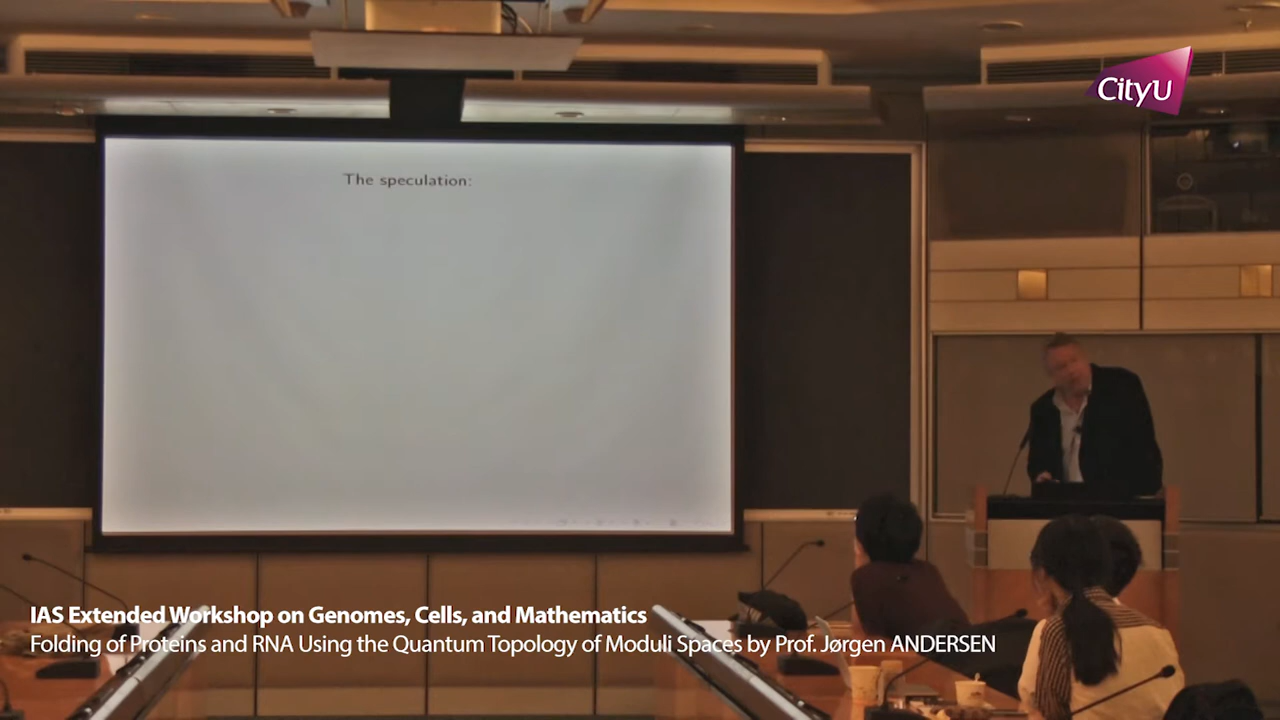 CityU
The speculation:
IAS Extended Workshop on Genomes, Cells, and Mathematics
Folding of Proteins and RNA Using the Quantum Topology of Moduli Spaces by Prof. Jørgen ANDERSEN